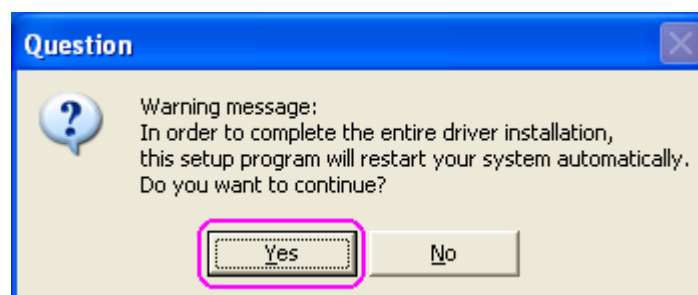 Question
Warning message:
In order to complete the entire driver installation,
this setup program will restart your system automatically.
Do you want to continue?
Yes
No